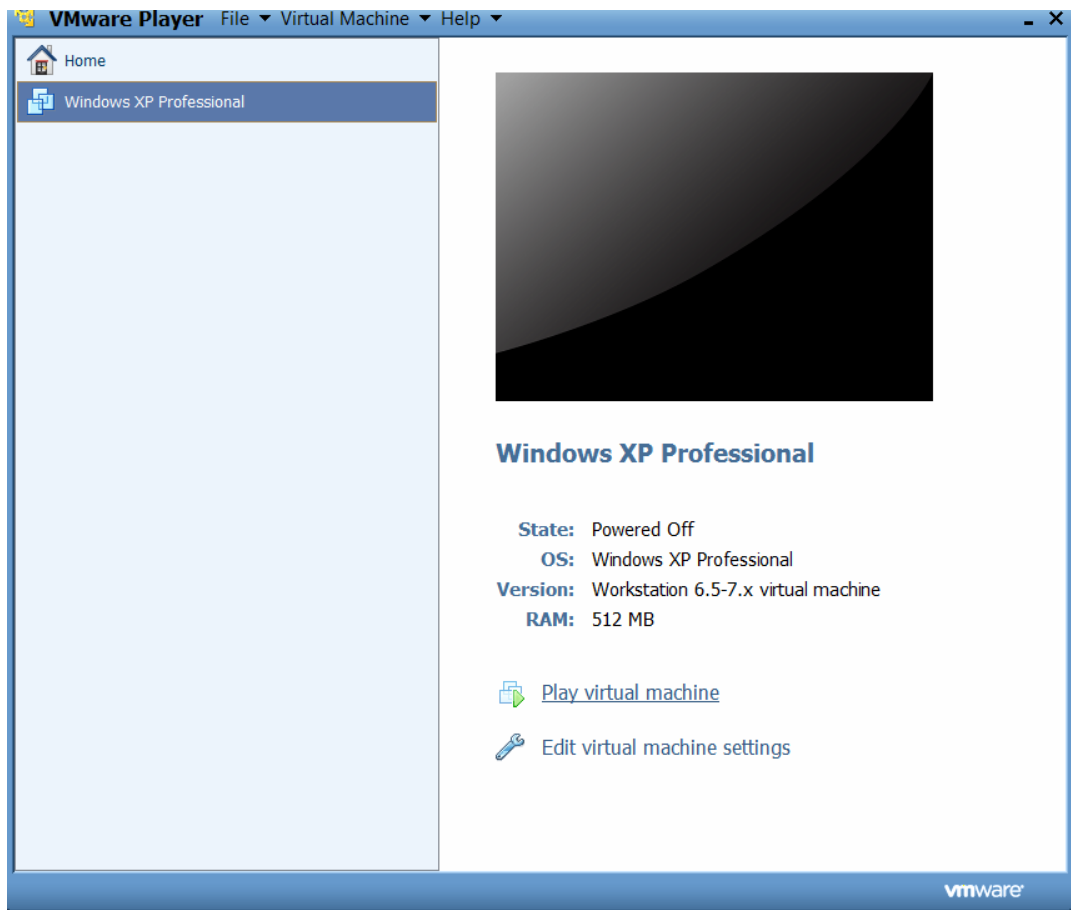 VMware Player File Virtual Machine Help
Home
Windows XP Professional
Windows XP Professional
State: Powered Off
OS: Windows XP Professional
Version: Workstation 6.5-7.x virtual machine
RAM: 512 MB
Play virtual machine
Edit virtual machine settings
vmware